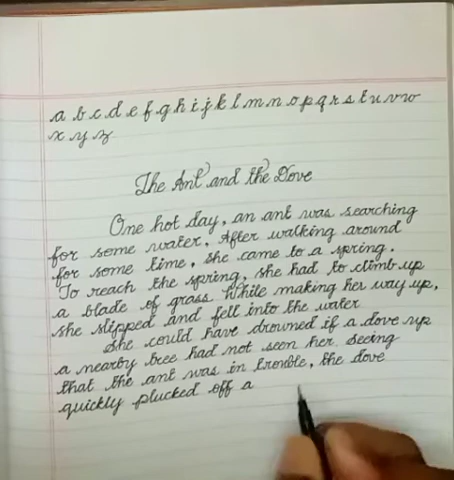 a b c d e f g h i j k l m n o p q r s t u v w
x y z
The Ant and the Dove
One hot day, an ant was searching
for some water, After walking around
for some time, she came to a spring.
To reach the spring, she had to climb up
a blade of grass While making her way up,
she slipped and fell into the water
She could have drowned if a dove up
a nearby tree had not seen her. Seeing
that the ant was in trouble, the dove
quickly plucked off a